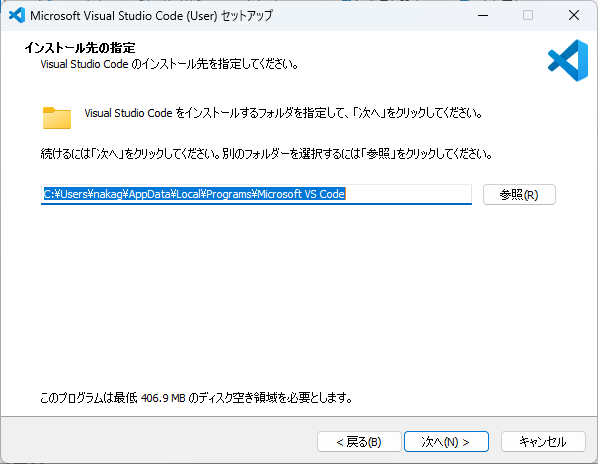 Microsoft Visual Studio Code (User) セットアップ
インストール先の指定
Visual Studio Code のインストール先を指定してください。
Visual Studio Code をインストールするフォルダを指定して、「次へ」をクリックしてください。
続けるには「次へ」をクリックしてください。別のフォルダーを選択するには「参照」をクリックしてください。
C:¥Users¥nakag¥AppData¥Local¥Programs¥Microsoft VS Code
参照(R)
このプログラムは最低 406.9 MB のディスク空き領域を必要とします。
< 戻る(B)
次へ(N) >
キャンセル